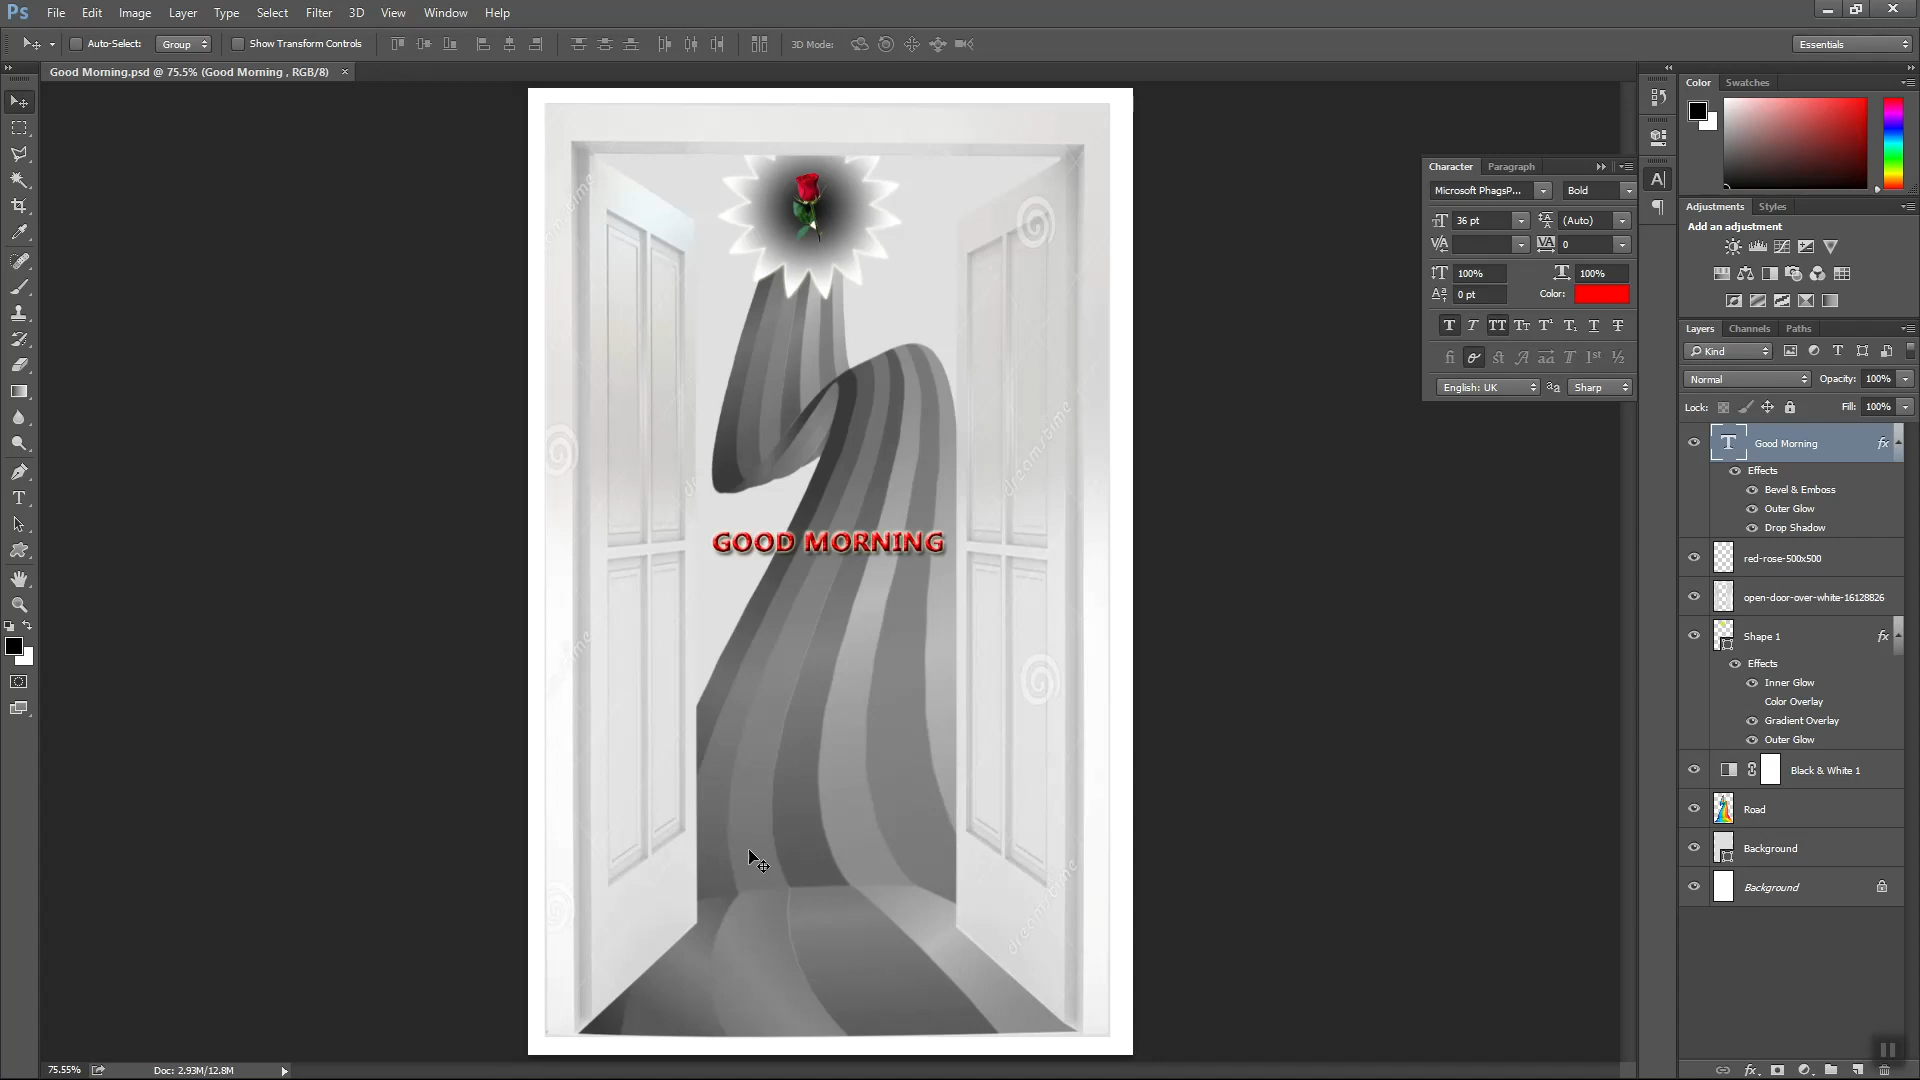 Ps File Edit Image Layer Type Select Filter 3D View Window Help
Auto-Select: Group Show Transform Controls 3D Mode: Essentials
Good Morning.psd @ 75.5% (Good Morning , RGB/8) ×
Color Swatches
Character Paragraph
Microsoft PhagsP... Bold
36 pt (Auto)
0
100% 100%
0 pt Color:
English: UK Sharp
Adjustments Styles
Add an adjustment
Layers Channels Paths
Kind
Normal Opacity: 100%
Lock: Fill: 100%
Good Morning fx
Effects
Bevel & Emboss
Outer Glow
Drop Shadow
red-rose-500x500
open-door-over-white-16128826
Shape 1 fx
Effects
Inner Glow
Color Overlay
Gradient Overlay
Outer Glow
Black & White 1
Road
Background
Background
GOOD MORNING
dreamstime
dreamstime
75.55% Doc: 2.93M/12.8M